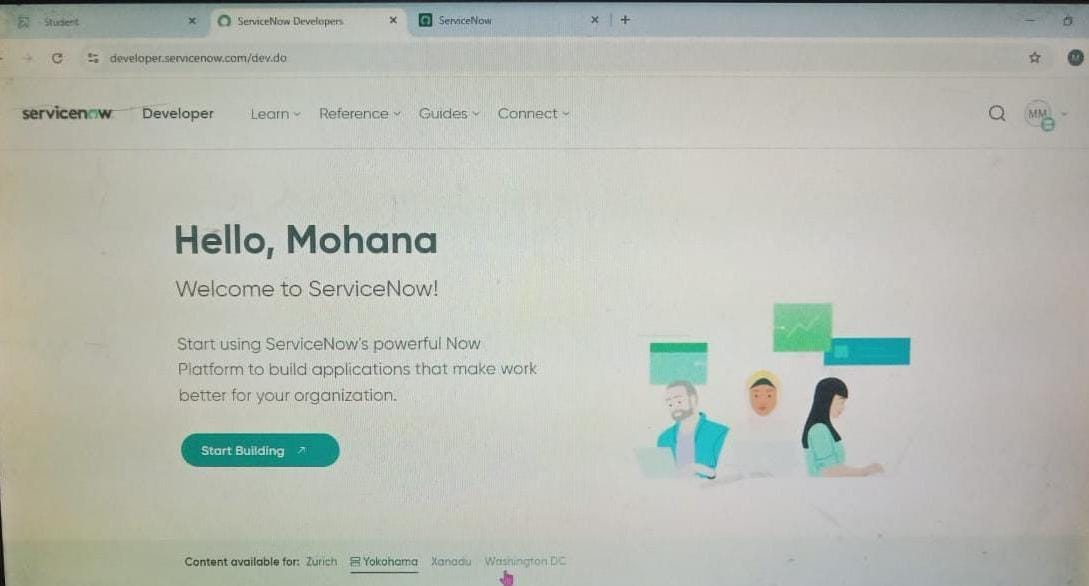 Student
ServiceNow Developers
ServiceNow
developer.servicenow.com/dev.do
M
servicenow
Developer
Learn
Reference
Guides
Connect
MM
Hello, Mohana
Welcome to ServiceNow!
Start using ServiceNow's powerful Now
Platform to build applications that make work
better for your organization.
Start Building
Content available for: Zurich Yokohama Xanadu Washington DC